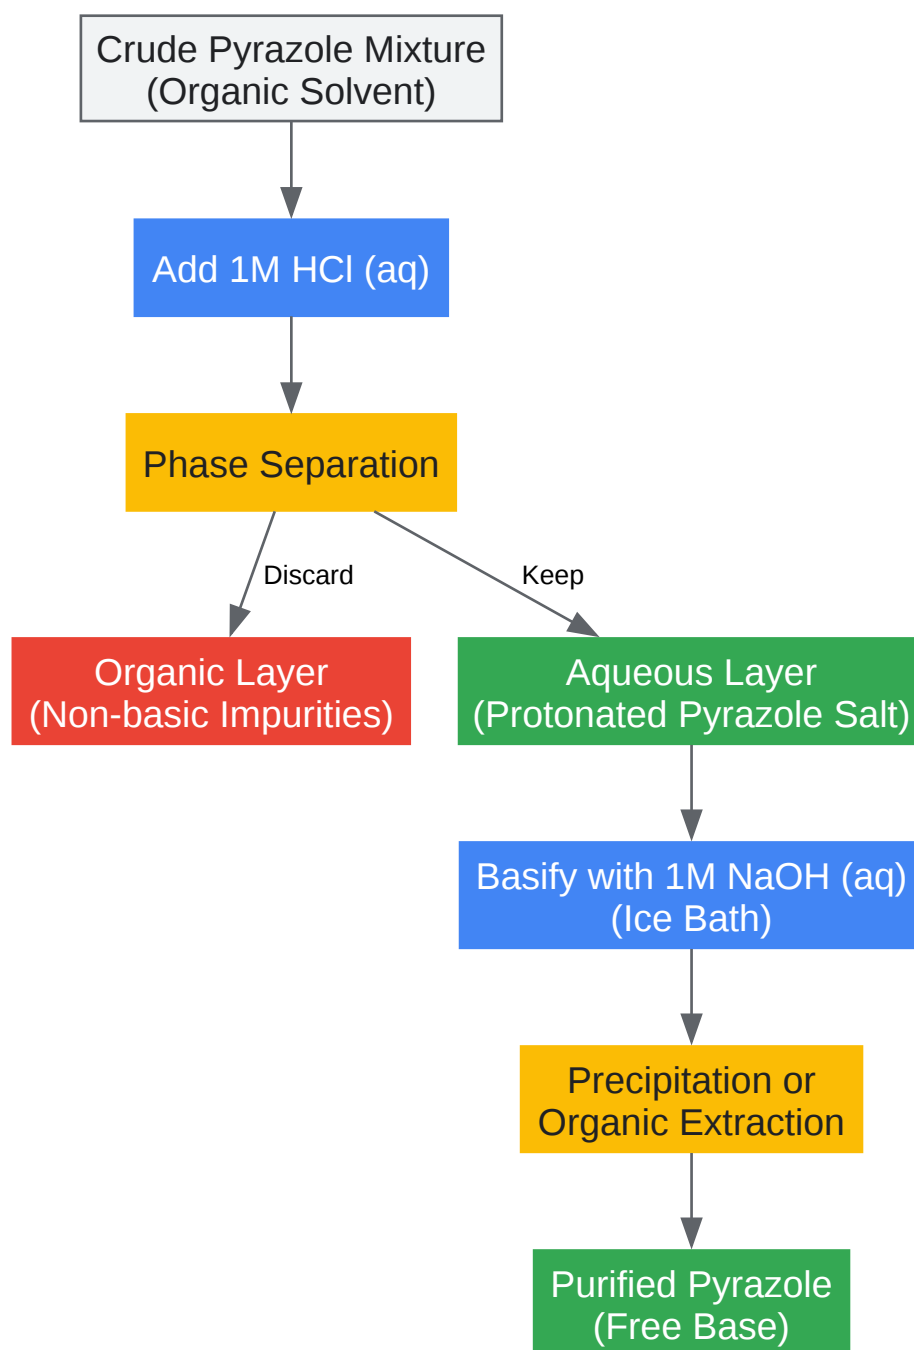 Crude Pyrazole Mixture
(Organic Solvent)
Add 1M HCl (aq)
Phase Separation
Discard
Keep
Organic Layer
(Non-basic Impurities)
Aqueous Layer
(Protonated Pyrazole Salt)
Basify with 1M NaOH (aq)
(Ice Bath)
Precipitation or
Organic Extraction
Purified Pyrazole
(Free Base)